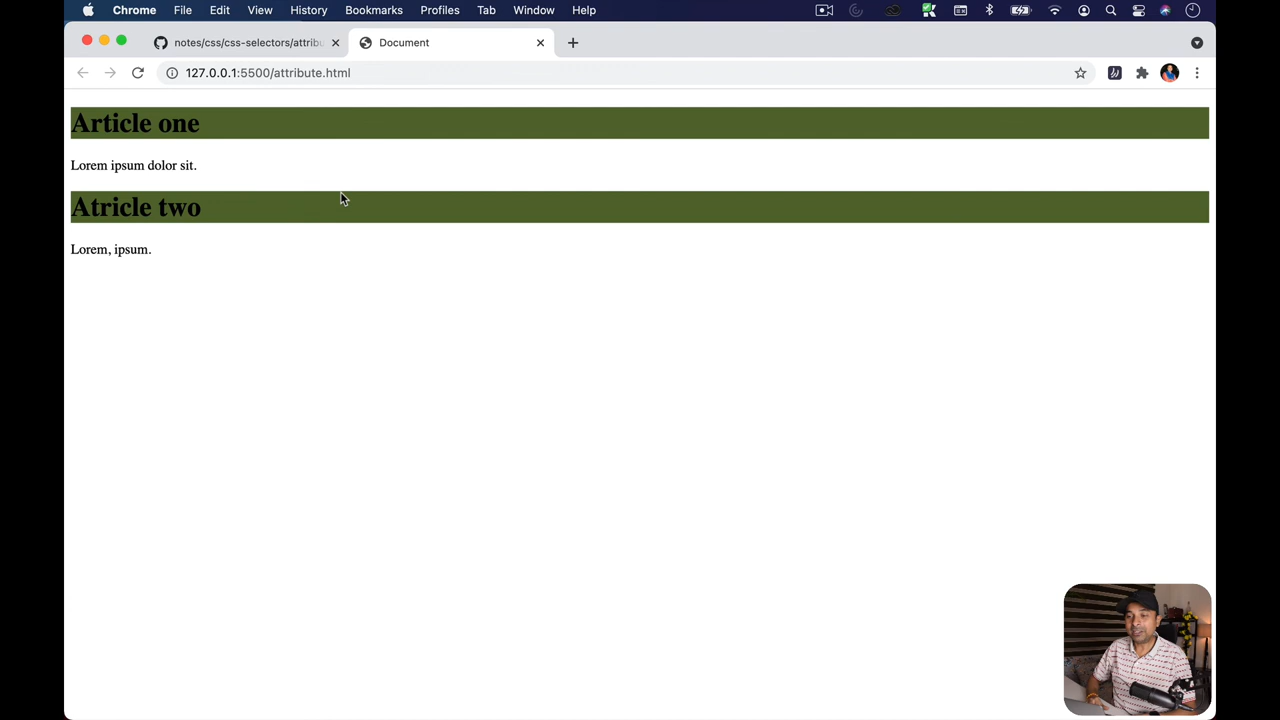 Chrome File Edit View History Bookmarks Profiles Tab Window Help
notes/css/css-selectors/attribu Document
127.0.0.1:5500/attribute.html
Article one
Lorem ipsum dolor sit.
Atricle two
Lorem, ipsum.